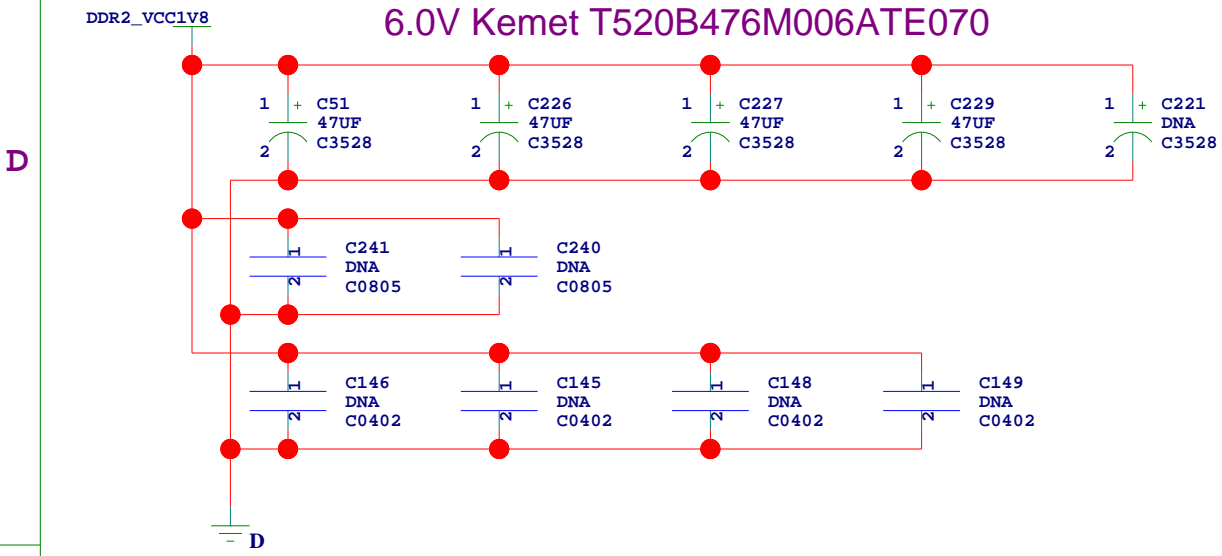 DDR2_VCC1V8
6.0V Kemet T520B476M006ATE070
1 + C51
47UF
2 C3528
1 + C226
47UF
2 C3528
1 + C227
47UF
2 C3528
1 + C229
47UF
2 C3528
1 + C221
DNA
2 C3528
D
1 C241
DNA
2 C0805
1 C240
DNA
2 C0805
1 C146
DNA
2 C0402
1 C145
DNA
2 C0402
1 C148
DNA
2 C0402
1 C149
DNA
2 C0402
D